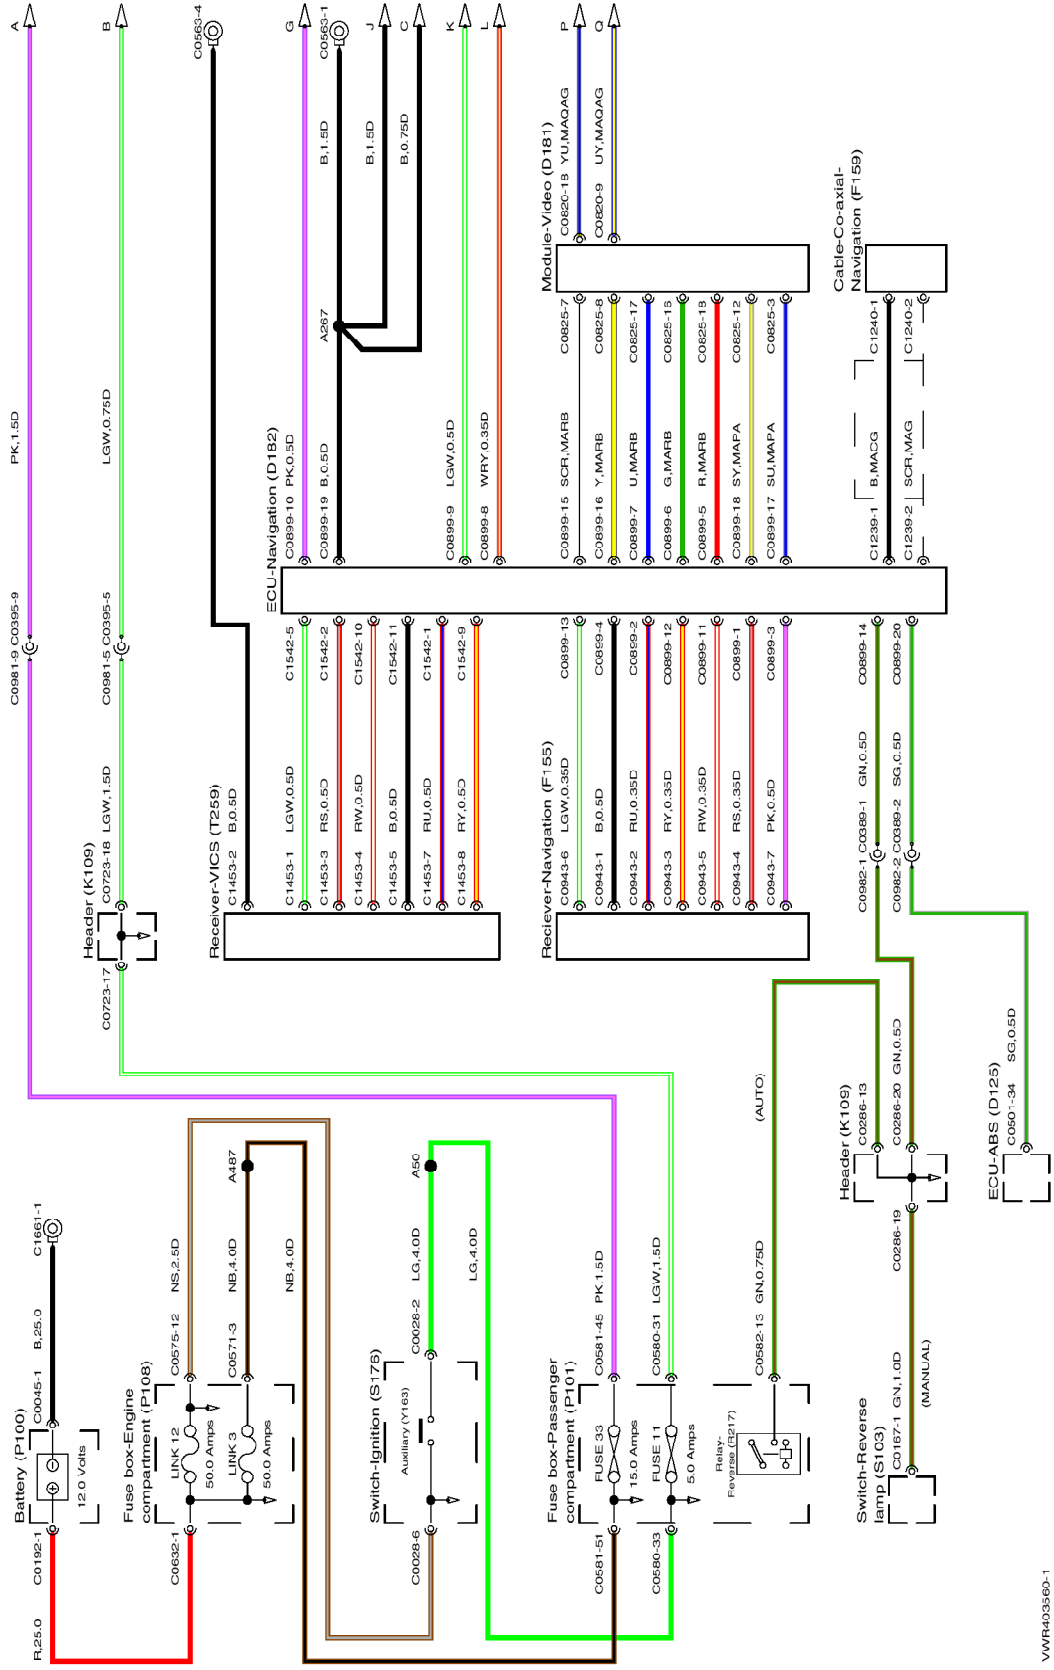 A
B
C0563-4
G
C0563-1
J
C
K
L
P
Q
PK,1.5D
LGW,0.75D
B,1.5D
B,1.5D
B,0.75D
A267
Module-Video (D181)
C0820-18 YU,MAQAG
C0820-9 UY,MAQAG
Cable-Co-axial-
Navigation (F159)
C0825-7
C0825-8
C0825-17
C0825-16
C0825-18
C0825-12
C0825-3
C1240-1
C1240-2
ECU-Navigation (D182)
C0899-10 PK,0.5D
C0899-19 B,0.5D
C0899-9 LGW,0.5D
C0899-8 WRY,0.35D
C0899-15 SCR,MARB
C0899-16 Y,MARB
C0899-7 U,MARB
C0899-6 G,MARB
C0899-5 R,MARB
C0899-18 SY,MAPA
C0899-17 SU,MAPA
C1239-1 B,MACG
C1239-2 SCR,MAG
C0981-9 C0395-9
C0981-5 C0395-5
C1542-5
C1542-2
C1542-10
C1542-11
C1542-1
C1542-9
C0899-13
C0899-4
C0899-2
C0899-12
C0899-11
C0899-1
C0899-3
C0899-14
C0899-20
Header (K109)
C0723-18 LGW,1.5D
C0723-17
Receiver-VICS (T259)
C1453-2 B,0.5D
C1453-1 LGW,0.5D
C1453-3 RS,0.5D
C1453-4 RW,0.5D
C1453-5 B,0.5D
C1453-7 RU,0.5D
C1453-8 RY,0.5D
Reciever-Navigation (F155)
C0943-6 LGW,0.35D
C0943-1 B,0.5D
C0943-2 RU,0.35D
C0943-3 RY,0.35D
C0943-5 RW,0.35D
C0943-4 RS,0.35D
C0943-7 PK,0.5D
C0982-1 C0389-1 GN,0.5D
C0982-2 C0389-2 SG,0.5D
A487
A50
(AUTO)
Header (K109)
C0286-13
C0286-20 GN,0.5D
C0286-19
ECU-ABS (D125)
C0501-34 SG,0.5D
Battery (P100)
12.0 Volts
C0045-1 B,25.0 C1661-1
C0192-1
R,25.0
Fuse box-Engine
compartment (P108)
C0575-12 NS,2.5D
C0571-3 NB,4.0D
NB,4.0D
LINK 12
50.0 Amps
LINK 3
50.0 Amps
C0632-1
Switch-Ignition (S176)
Auxiliary (Y163)
C0028-2 LG,4.0D
LG,4.0D
C0028-6
Fuse box-Passenger
compartment (P101)
C0581-45 PK,1.5D
C0580-31 LGW,1.5D
C0582-13 GN,0.75D
FUSE 33
15.0 Amps
FUSE 11
5.0 Amps
Relay-
Reverse (R217)
C0581-51
C0580-33
Switch-Reverse
lamp (S103)
C0167-1 GN,1.0D
(MANUAL)
VWR403560-1